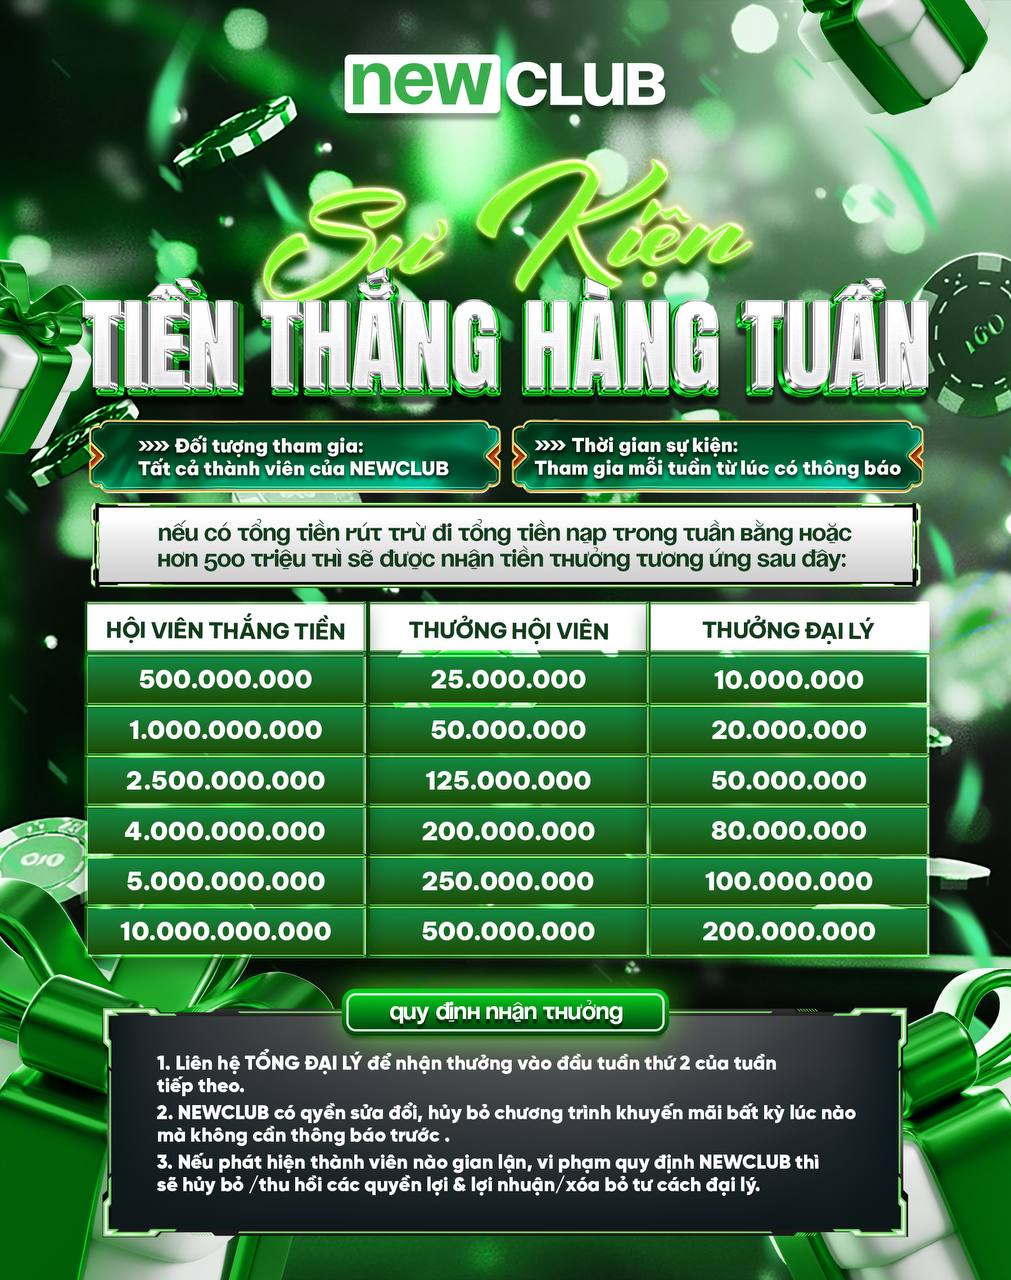 new CLUB
Sự Kiện
TIỀN THẮNG HÀNG TUẦN
»»» Đối tượng tham gia:
Tất cả thành viên của NEWCLUB
»»» Thời gian sự kiện:
Tham gia mỗi tuần từ lúc có thông báo
nếu có tổng tiền rút trừ đi tổng tiền nạp trong tuần bằng hoặc
hơn 500 triệu thì sẽ được nhận tiền thưởng tương ứng sau đây:
HỘI VIÊN THẮNG TIỀN THƯỞNG HỘI VIÊN THƯỞNG ĐẠI LÝ
500.000.000 25.000.000 10.000.000
1.000.000.000 50.000.000 20.000.000
2.500.000.000 125.000.000 50.000.000
4.000.000.000 200.000.000 80.000.000
5.000.000.000 250.000.000 100.000.000
10.000.000.000 500.000.000 200.000.000
quy định nhận thưởng
1. Liên hệ TỔNG ĐẠI LÝ để nhận thưởng vào đầu tuần thứ 2 của tuần
tiếp theo.
2. NEWCLUB có qyền sửa đổi, hủy bỏ chương trình khuyến mãi bất kỳ lúc nào
mà không cần thông báo trước .
3. Nếu phát hiện thành viên nào gian lận, vi phạm quy định NEWCLUB thì
sẽ hủy bỏ /thu hồi các quyền lợi & lợi nhuận/xóa bỏ tư cách đại lý.